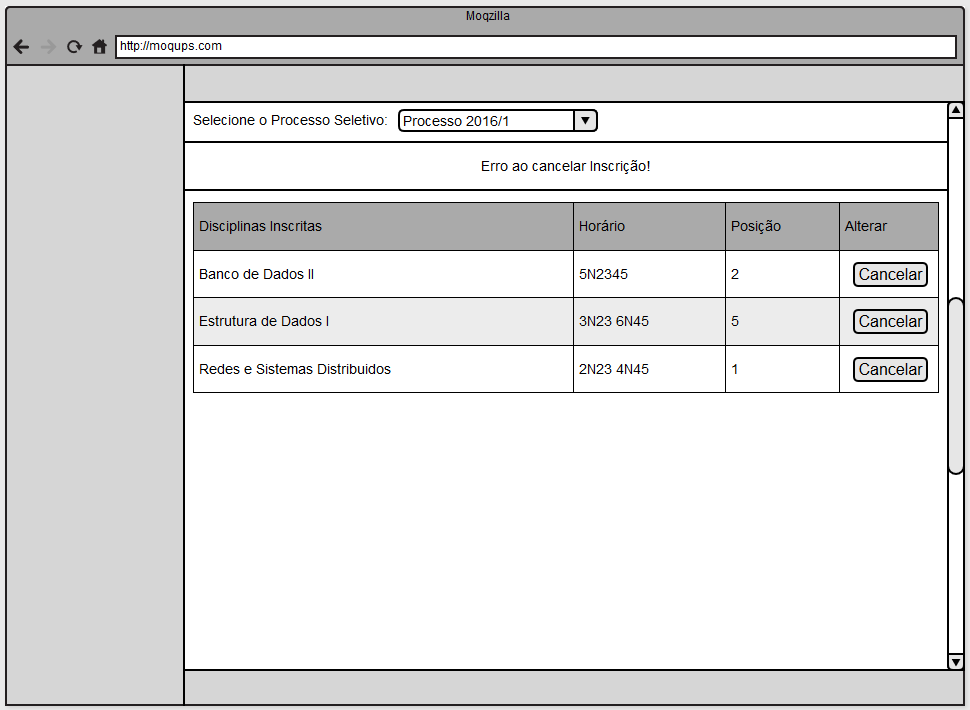 Moqzilla
http://moqups.com
Selecione o Processo Seletivo: Processo 2016/1
Erro ao cancelar Inscrição!
Disciplinas Inscritas Horário Posição Alterar
Banco de Dados II 5N2345 2 Cancelar
Estrutura de Dados I 3N23 6N45 5 Cancelar
Redes e Sistemas Distribuidos 2N23 4N45 1 Cancelar